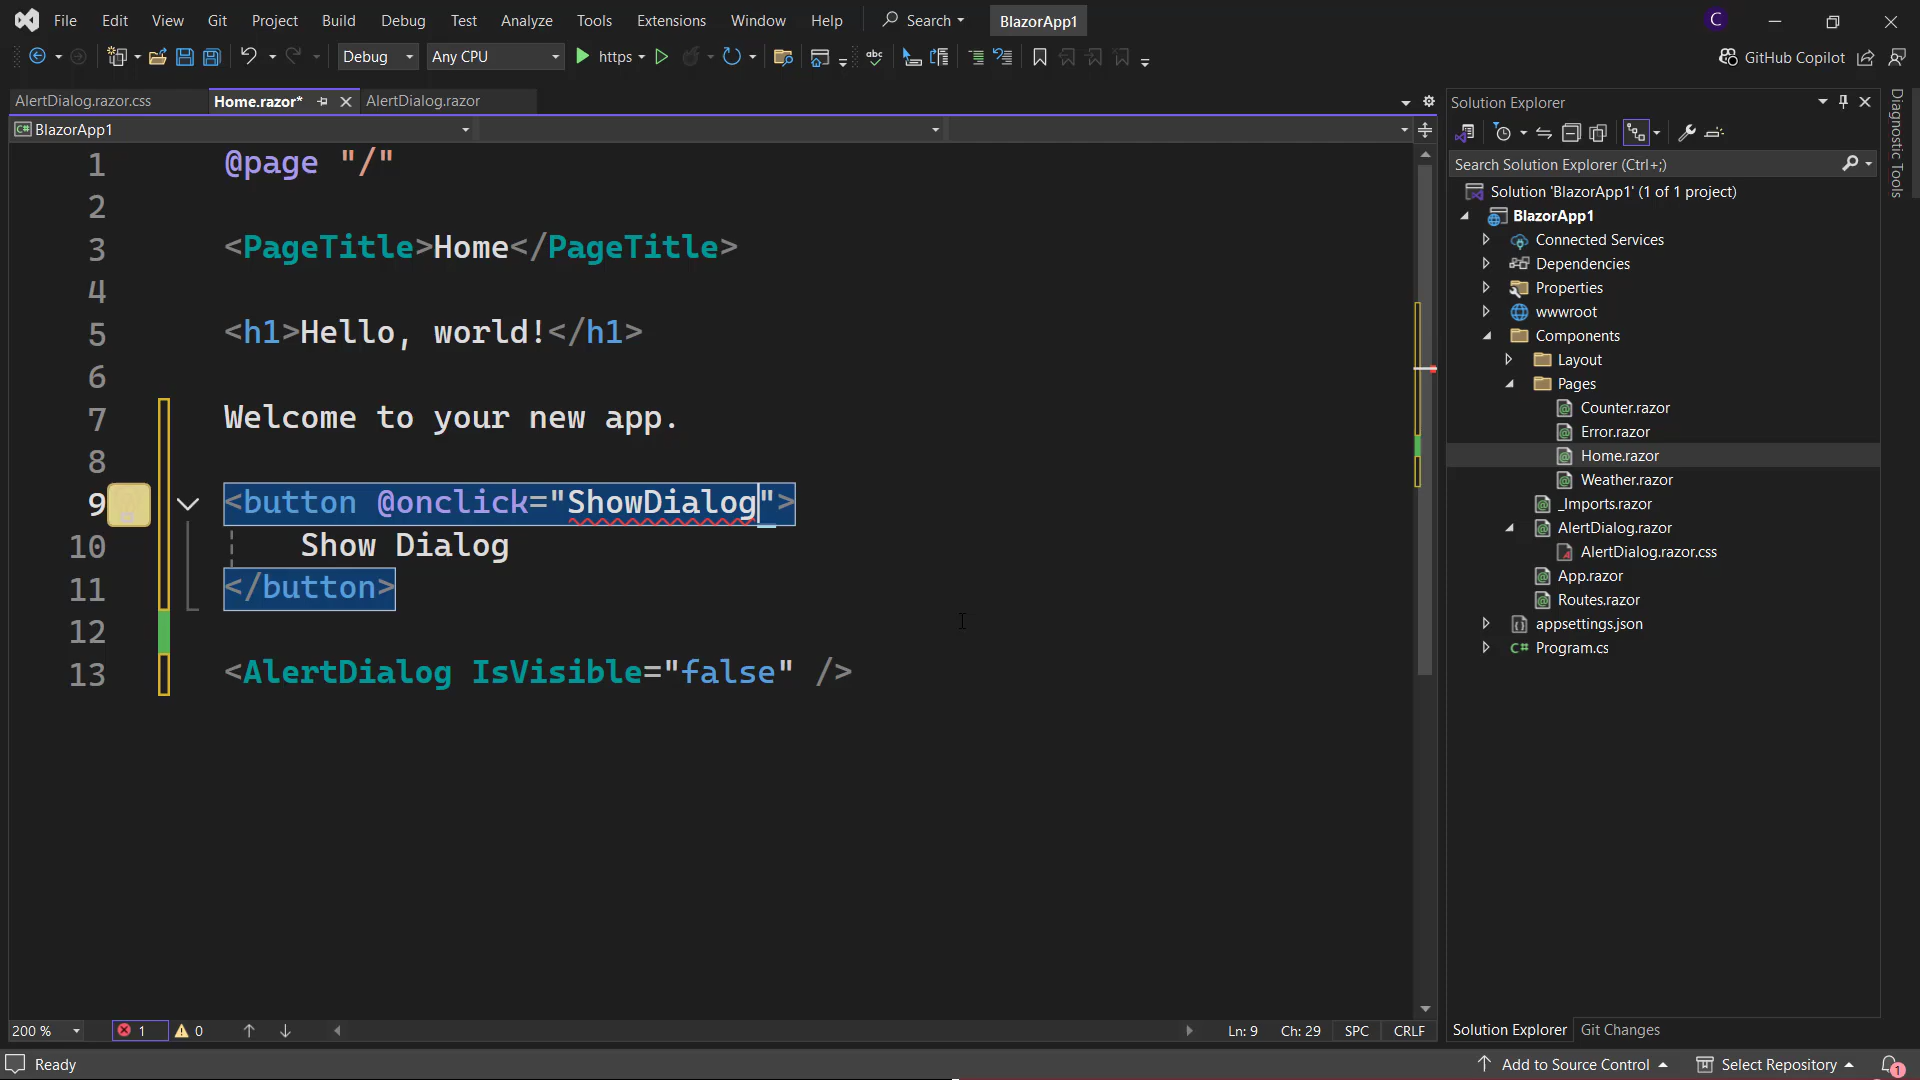 File Edit View Git Project Build Debug Test Analyze Tools Extensions Window Help Search BlazorApp1 C
Debug Any CPU https abc GitHub Copilot
AlertDialog.razor.css Home.razor* AlertDialog.razor
C# BlazorApp1
1 @page "/"
2
3 <PageTitle>Home</PageTitle>
4
5 <h1>Hello, world!</h1>
6
7 Welcome to your new app.
8
9 <button @onclick="ShowDialog">
10 Show Dialog
11 </button>
12
13 <AlertDialog IsVisible="false" />
200 % 1 0 Ln: 9 Ch: 29 SPC CRLF
Solution Explorer
Search Solution Explorer (Ctrl+;)
Solution 'BlazorApp1' (1 of 1 project)
BlazorApp1
Connected Services
Dependencies
Properties
wwwroot
Components
Layout
Pages
Counter.razor
Error.razor
Home.razor
Weather.razor
_Imports.razor
AlertDialog.razor
AlertDialog.razor.css
App.razor
Routes.razor
appsettings.json
C# Program.cs
Solution Explorer Git Changes
Diagnostic Tools
Ready Add to Source Control Select Repository 1